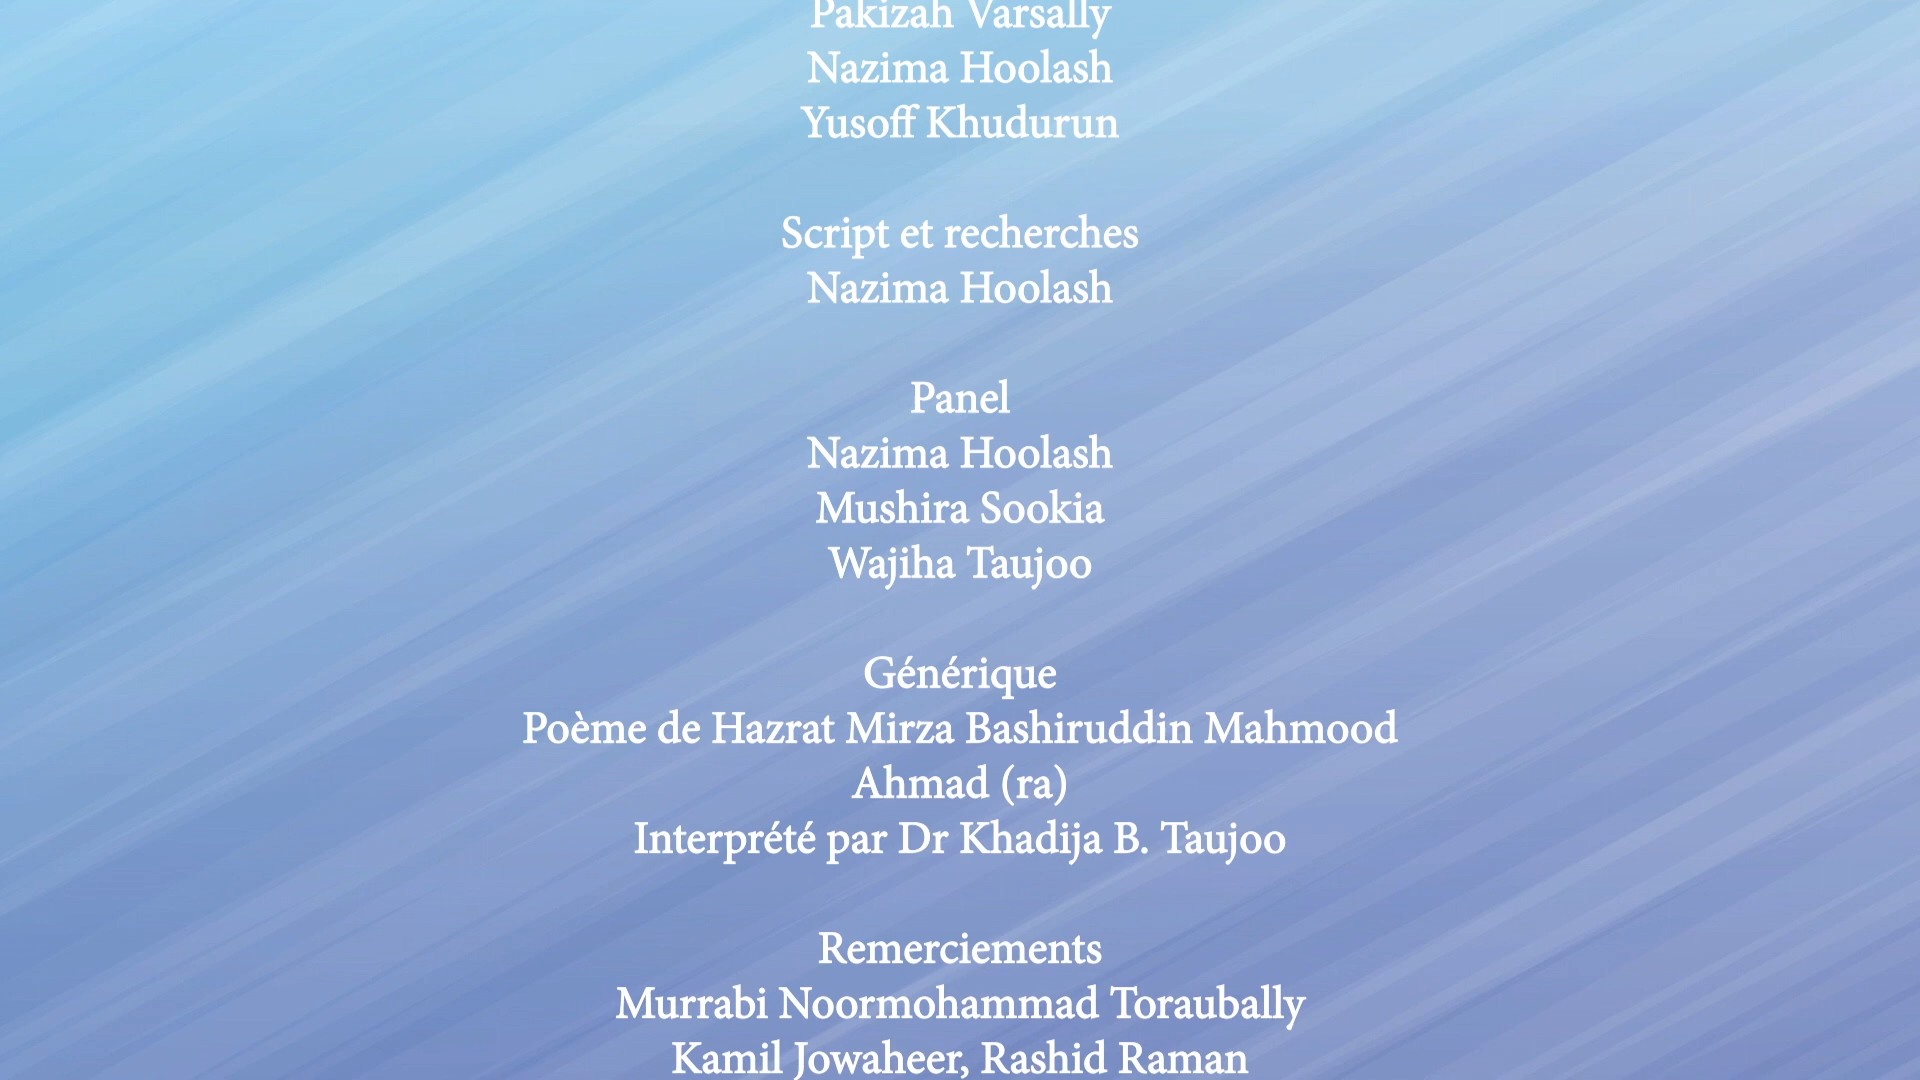 Pakizah Varsally
Nazima Hoolash
Yusoff Khudurun
Script et recherches
Nazima Hoolash
Panel
Nazima Hoolash
Mushira Sookia
Wajiha Taujoo
Générique
Poème de Hazrat Mirza Bashiruddin Mahmood
Ahmad (ra)
Interprété par Dr Khadija B. Taujoo
Remerciements
Murrabi Noormohammad Toraubally
Kamil Jowaheer, Rashid Raman